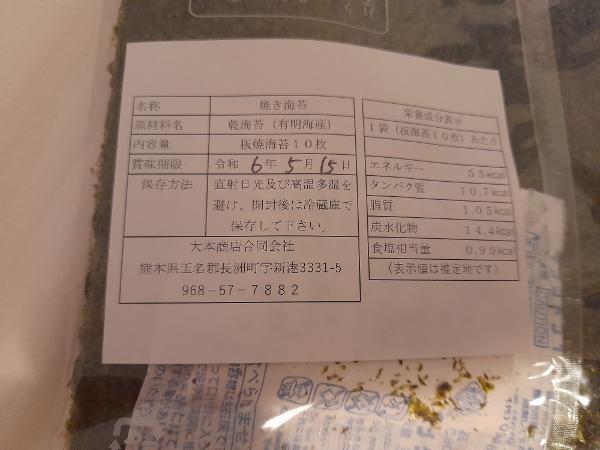 名称 焼き海苔
原材料名 乾海苔(有明海産)
内容量 板焼海苔10枚
賞味期限 令和 6年 5月 15日
保存方法 直射日光及び高温多湿を
避け、開封後は冷蔵庫で
保存して下さい。
大本商店合同会社
熊本県玉名郡長洲町字新港3331-5
968-57-7882
栄養成分表示
1袋(板海苔10枚)あたり
エネルギー 55kcal
タンパク質 10.7kcal
脂質 1.05kcal
炭水化物 14.4kcal
食塩相当量 0.99kcal
(表示値は推定地です)